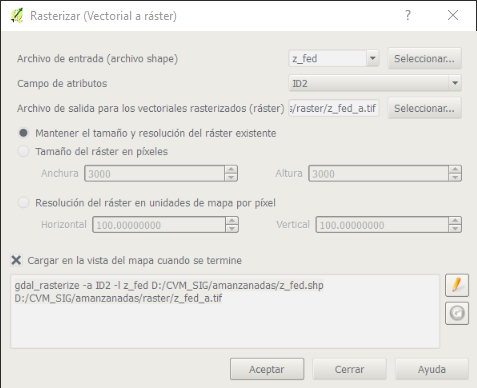 Rasterizar (Vectorial a ráster)
?
Archivo de entrada (archivo shape)
z_fed
Seleccionar...
Campo de atributos
ID2
Archivo de salida para los vectoriales rasterizados (ráster)
s/raster/z_fed_a.tif
Seleccionar...
Mantener el tamaño y resolución del ráster existente
Tamaño del ráster en píxeles
Anchura
3000
Altura
3000
Resolución del ráster en unidades de mapa por píxel
Horizontal
100.00000000
Vertical
100.00000000
Cargar en la vista del mapa cuando se termine
gdal_rasterize -a ID2 -l z_fed D:/CVM_SIG/amanzanadas/z_fed.shp
D:/CVM_SIG/amanzanadas/raster/z_fed_a.tif
Aceptar
Cerrar
Ayuda